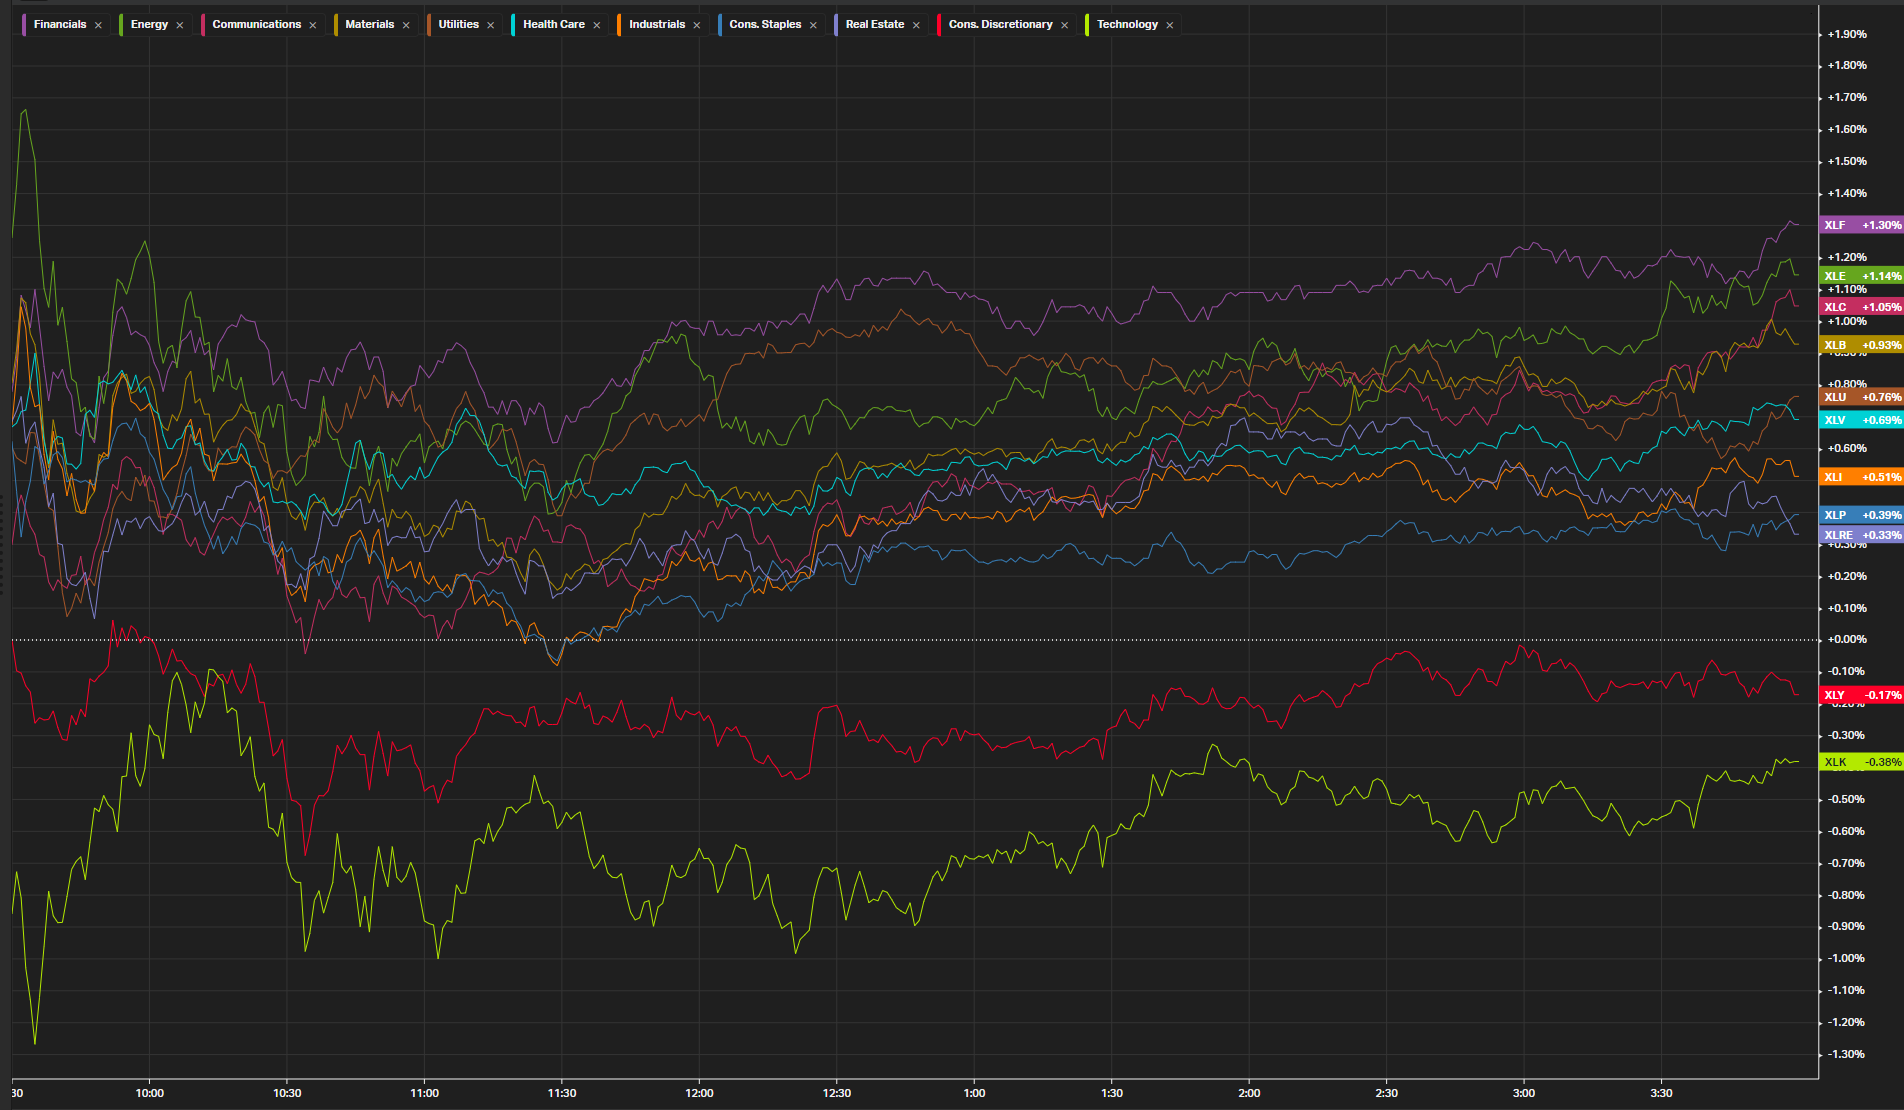 Financials × Energy × Communications × Materials × Utilities × Health Care × Industrials × Cons. Staples × Real Estate × Cons. Discretionary × Technology ×
+1.90%
+1.80%
+1.70%
+1.60%
+1.50%
+1.40%
XLF +1.30%
+1.20%
XLE +1.14%
+1.10%
XLC +1.05%
+1.00%
XLB +0.93%
+0.80%
XLU +0.76%
XLV +0.69%
+0.60%
XLI +0.51%
XLP +0.39%
XLRE +0.33%
+0.30%
+0.20%
+0.10%
+0.00%
-0.10%
XLY -0.17%
-0.20%
-0.30%
XLK -0.38%
-0.50%
-0.60%
-0.70%
-0.80%
-0.90%
-1.00%
-1.10%
-1.20%
-1.30%
30 10:00 10:30 11:00 11:30 12:00 12:30 1:00 1:30 2:00 2:30 3:00 3:30